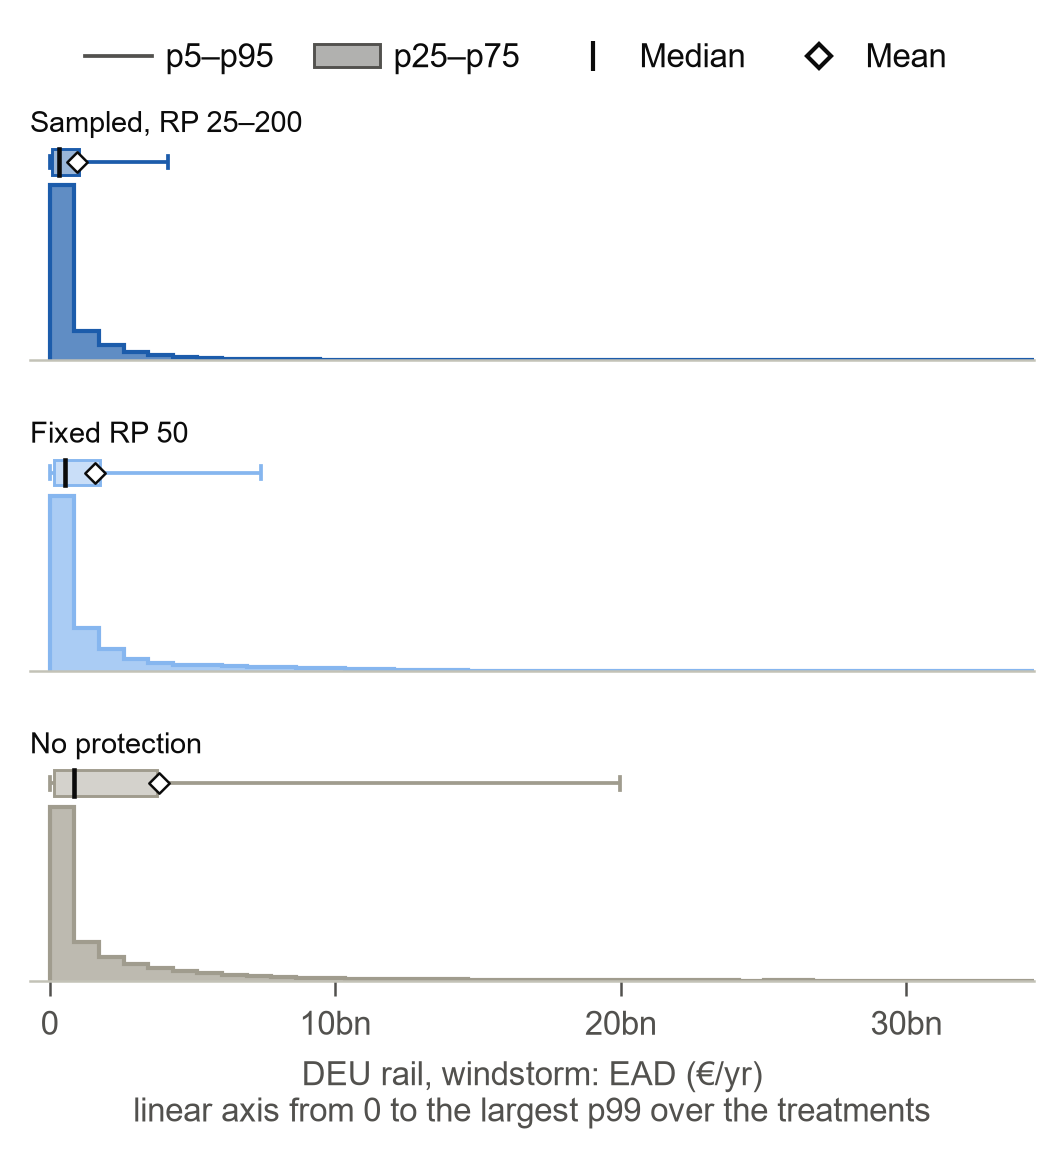 p5–p95 p25–p75 Median Mean
Sampled, RP 25–200
Fixed RP 50
No protection
0 10bn 20bn 30bn
DEU rail, windstorm: EAD (€/yr)
linear axis from 0 to the largest p99 over the treatments